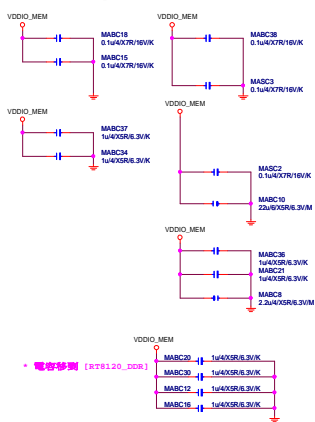 VDDIO_MEM
MABC18
0.1u/4/X7R/16V/K
MABC15
0.1u/4/X7R/16V/K
VDDIO_MEM
MABC38
0.1u/4/X7R/16V/K
MASC3
0.1u/4/X7R/16V/K
VDDIO_MEM
MABC37
1u/4/X5R/6.3V/K
MABC34
1u/4/X5R/6.3V/K
VDDIO_MEM
MASC2
0.1u/4/X7R/16V/K
MABC10
22u/6/X5R/6.3V/M
VDDIO_MEM
MABC36
1u/4/X5R/6.3V/K
MABC21
1u/4/X5R/6.3V/K
MABC8
2.2u/4/X5R/6.3V/M
VDDIO_MEM
MABC20 1u/4/X5R/6.3V/K
* 電容移到 [RT8120_DDR]
MABC30 1u/4/X5R/6.3V/K
MABC12 1u/4/X5R/6.3V/K
MABC16 1u/4/X5R/6.3V/K